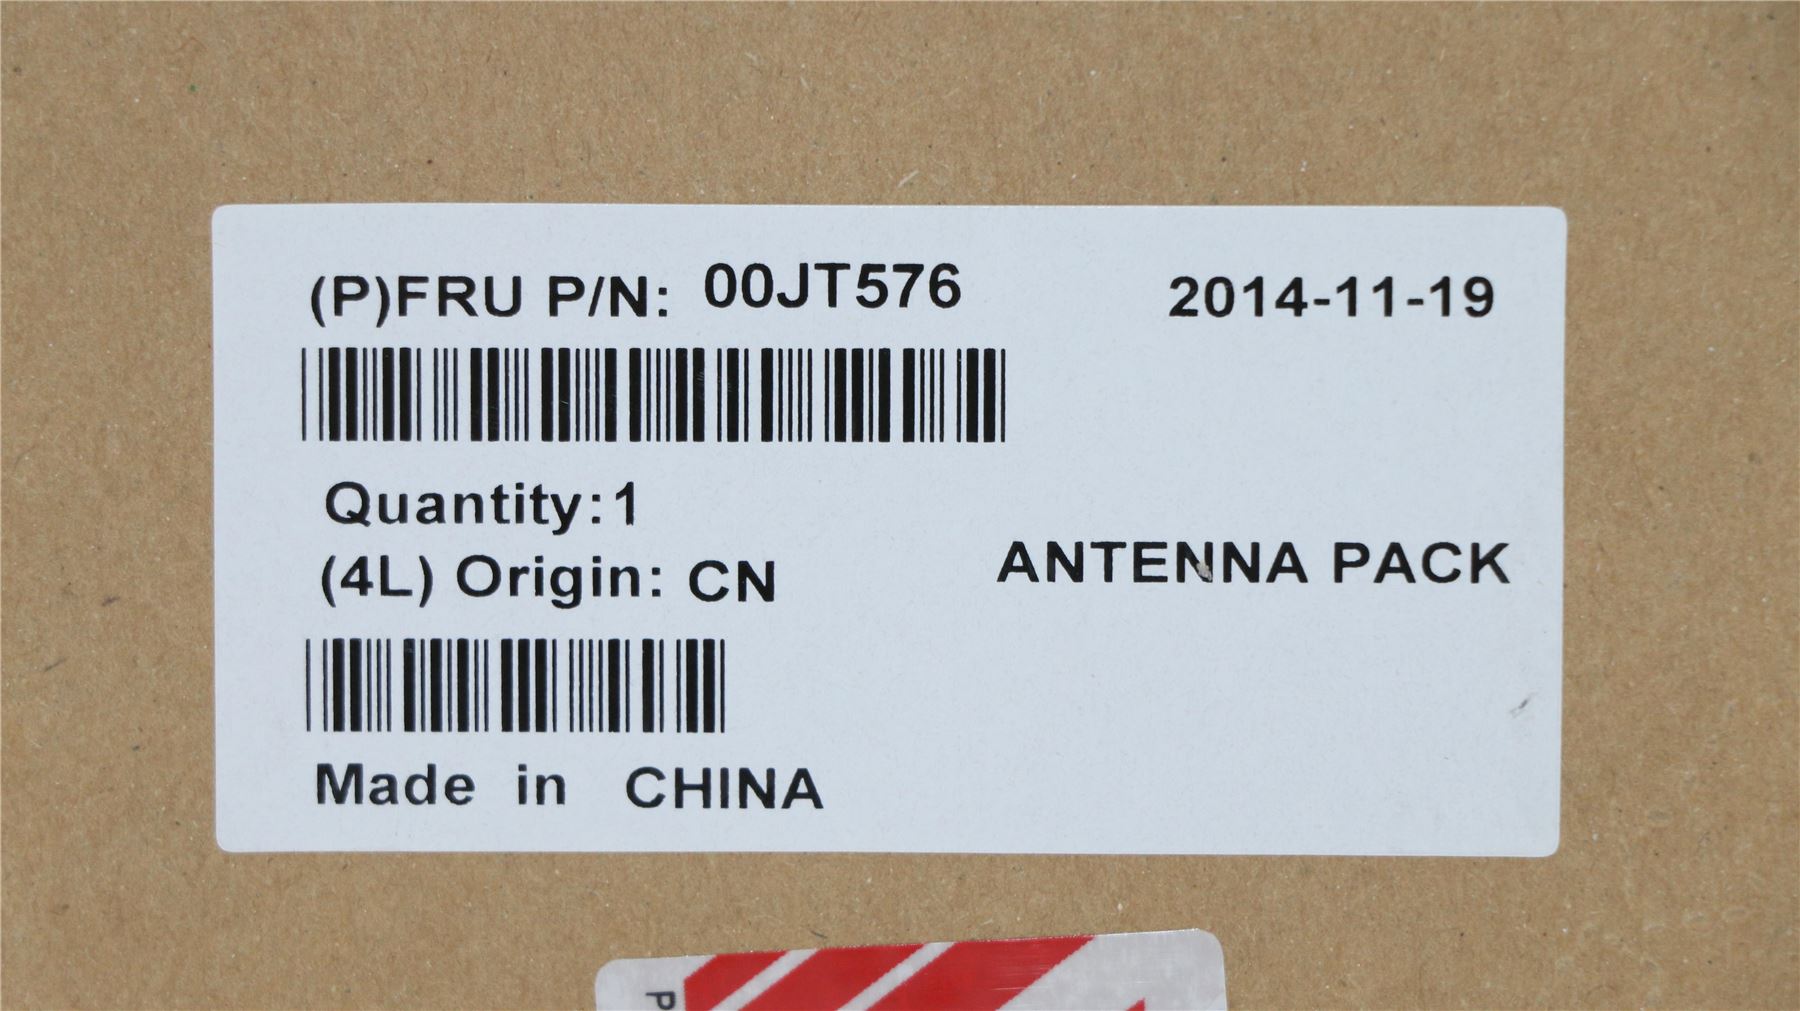 (P)FRU P/N: 00JT576
2014-11-19
Quantity:1
(4L) Origin: CN
ANTENNA PACK
Made in CHINA
P